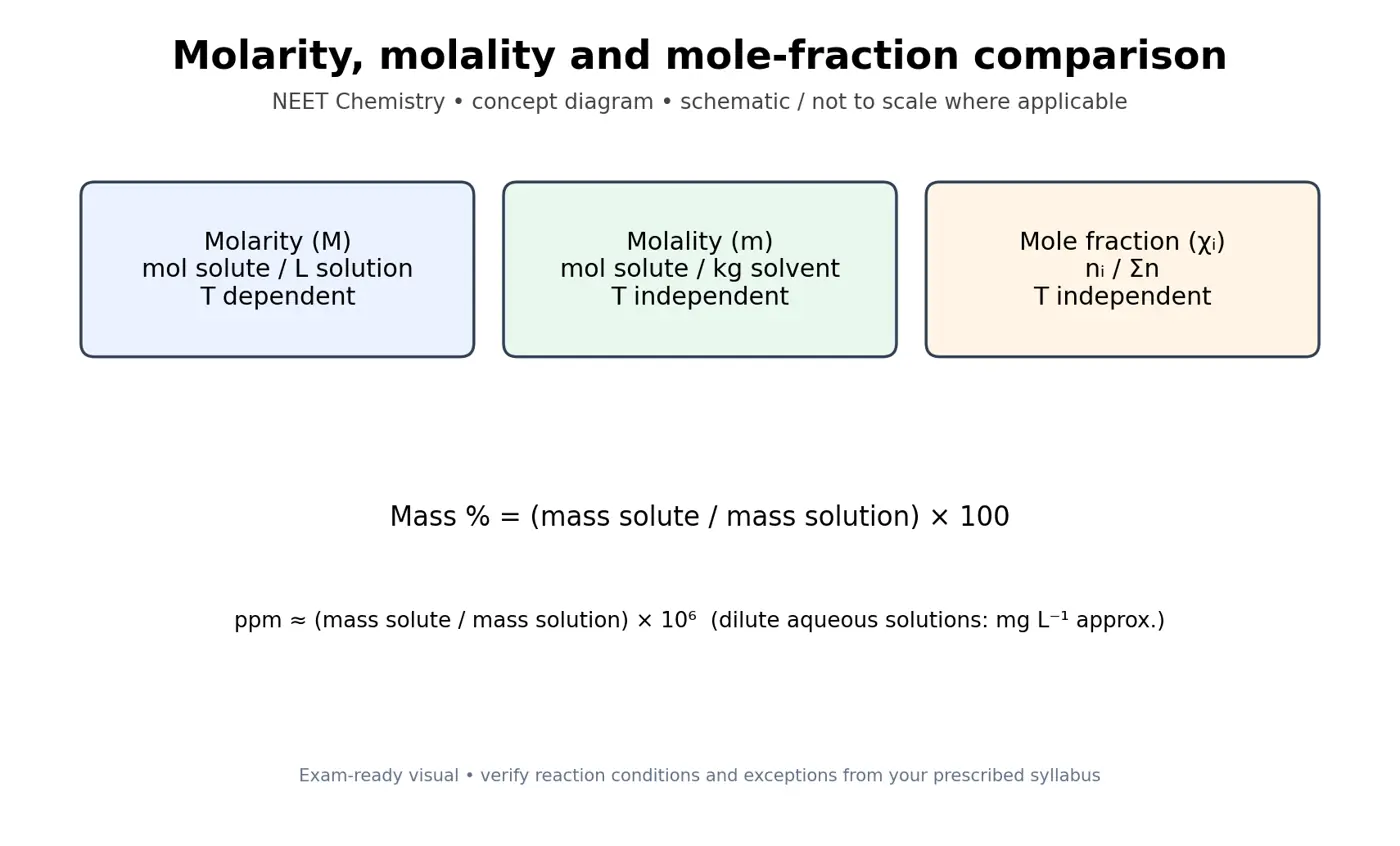 Molarity, molality and mole-fraction comparison
NEET Chemistry • concept diagram • schematic / not to scale where applicable
Molarity (M)
mol solute / L solution
T dependent
Molality (m)
mol solute / kg solvent
T independent
Mole fraction (χᵢ)
nᵢ / Σn
T independent
Mass % = (mass solute / mass solution) × 100
ppm ≈ (mass solute / mass solution) × 10⁶ (dilute aqueous solutions: mg L⁻¹ approx.)
Exam-ready visual • verify reaction conditions and exceptions from your prescribed syllabus